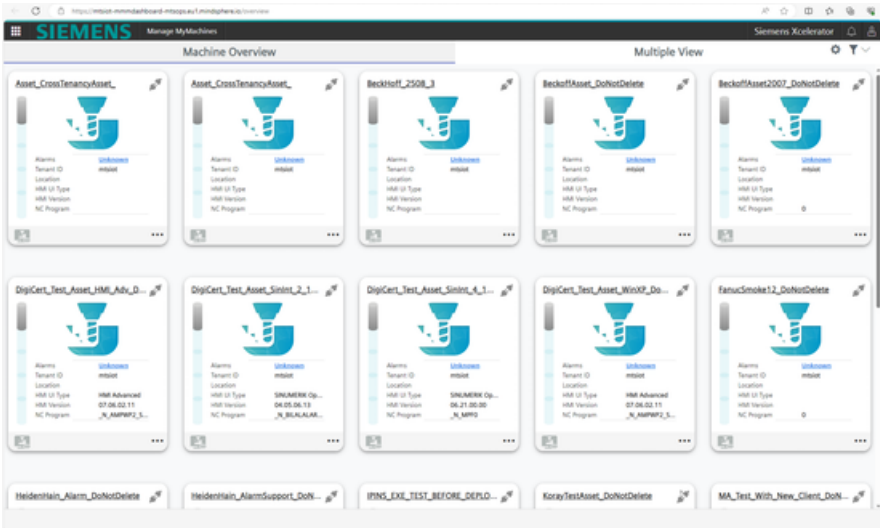 https://mtsiot-mmmdashboard-mtsops.eu1.mindsphere.io/overview
SIEMENS Manage MyMachines Siemens Xcelerator
Machine Overview Multiple View
Asset_CrossTenancyAsset_
Alarms Unknown
Tenant ID mtsiot
Location
HMI UI Type
HMI Version
NC Program
Asset_CrossTenancyAsset_
Alarms Unknown
Tenant ID mtsiot
Location
HMI UI Type
HMI Version
NC Program
BeckHoff_2508_3
Alarms Unknown
Tenant ID mtsiot
Location
HMI UI Type
HMI Version
NC Program
BeckoffAsset_DoNotDelete
Alarms Unknown
Tenant ID mtsiot
Location
HMI UI Type
HMI Version
NC Program
BeckoffAsset2007_DoNotDelete
Alarms Unknown
Tenant ID mtsiot
Location
HMI UI Type
HMI Version
NC Program 0
DigiCert_Test_Asset_HMI_Adv_D...
Alarms Unknown
Tenant ID mtsiot
Location
HMI UI Type HMI Advanced
HMI Version 07.06.02.11
NC Program _N_AMPWP2_S...
DigiCert_Test_Asset_SinInt_2_1...
Alarms Unknown
Tenant ID mtsiot
Location
HMI UI Type SINUMERIK Op...
HMI Version 04.05.06.13
NC Program _N_BILALALAR...
DigiCert_Test_Asset_SinInt_4_1...
Alarms Unknown
Tenant ID mtsiot
Location
HMI UI Type SINUMERIK Op...
HMI Version 06.21.00.00
NC Program _N_MPF0
DigiCert_Test_Asset_WinXP_Do...
Alarms Unknown
Tenant ID mtsiot
Location
HMI UI Type HMI Advanced
HMI Version 07.06.02.11
NC Program _N_AMPWP2_S...
FanucSmoke12_DoNotDelete
Alarms Unknown
Tenant ID mtsiot
Location
HMI UI Type
HMI Version
NC Program 0
HeidenHain_Alarm_DoNotDelete
HeidenHain_AlarmSupport_DoN...
IPINS_EXE_TEST_BEFORE_DEPLO...
KorayTestAsset_DoNotDelete
MA_Test_With_New_Client_DoN...